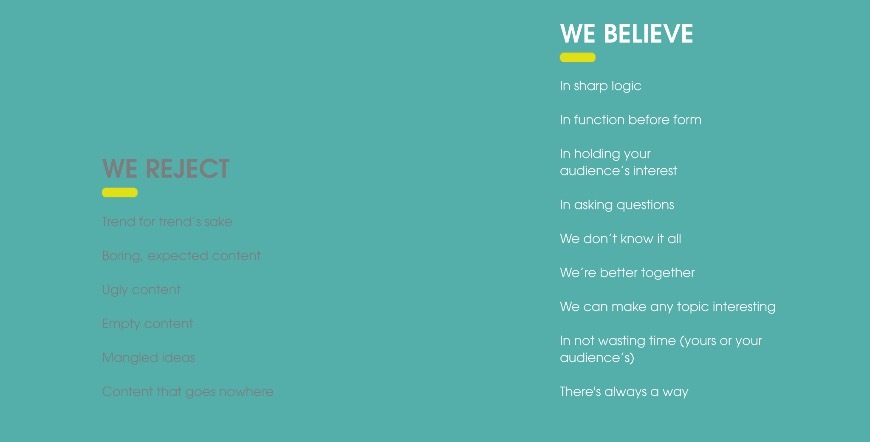 WE REJECT
Trend for trend´s sake
Boring, expected content
Ugly content
Empty content
Mangled ideas
Content that goes nowhere
WE BELIEVE
In sharp logic
In function before form
In holding your
audience´s interest
In asking questions
We don´t know it all
We´re better together
We can make any topic interesting
In not wasting time (yours or your
audience´s)
There's always a way